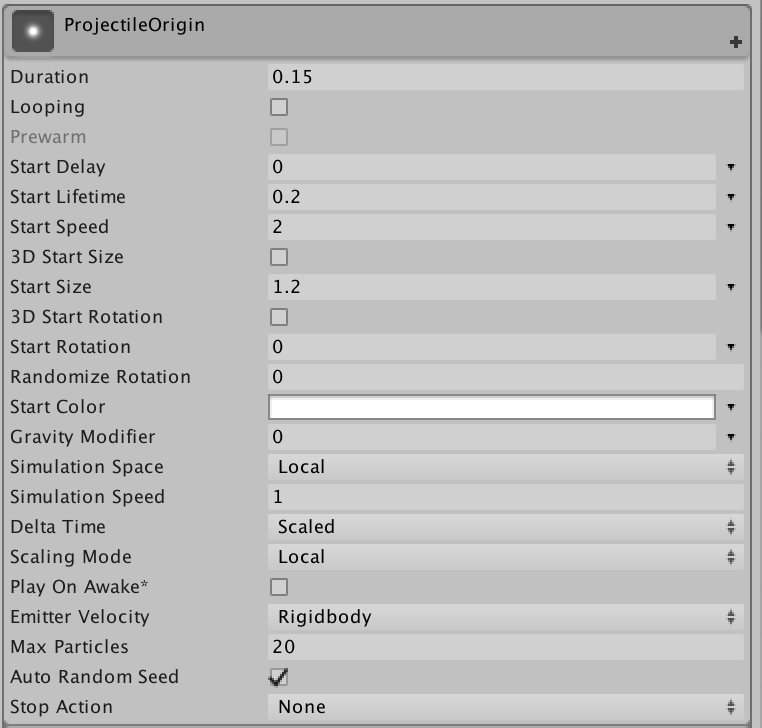 ProjectileOrigin
Duration 0.15
Looping
Prewarm
Start Delay 0
Start Lifetime 0.2
Start Speed 2
3D Start Size
Start Size 1.2
3D Start Rotation
Start Rotation 0
Randomize Rotation 0
Start Color
Gravity Modifier 0
Simulation Space Local
Simulation Speed 1
Delta Time Scaled
Scaling Mode Local
Play On Awake*
Emitter Velocity Rigidbody
Max Particles 20
Auto Random Seed
Stop Action None